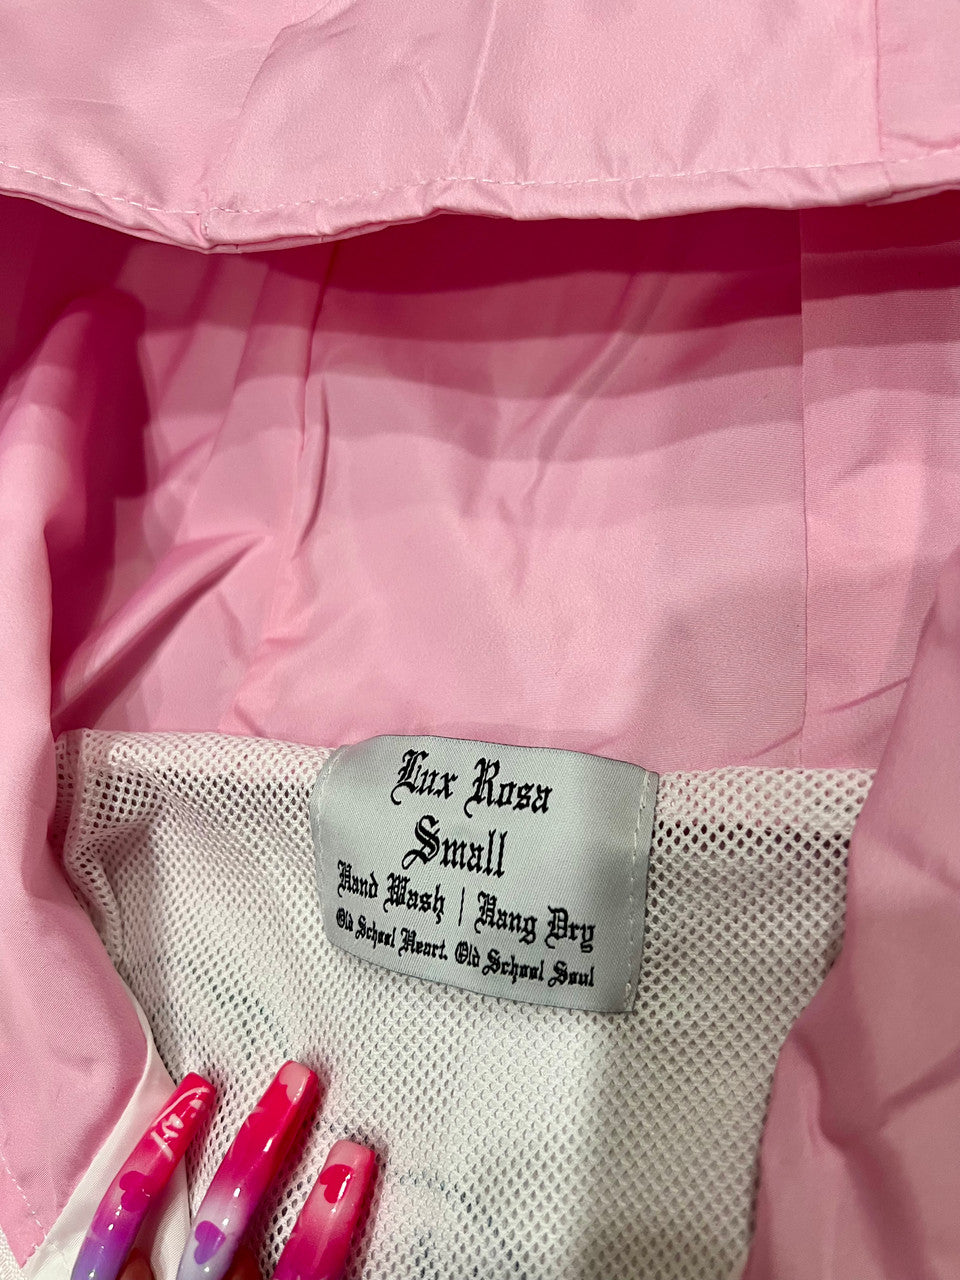 Lux Rosa
Small
Hand Wash | Hang Dry
Old School Heart. Old School Soul